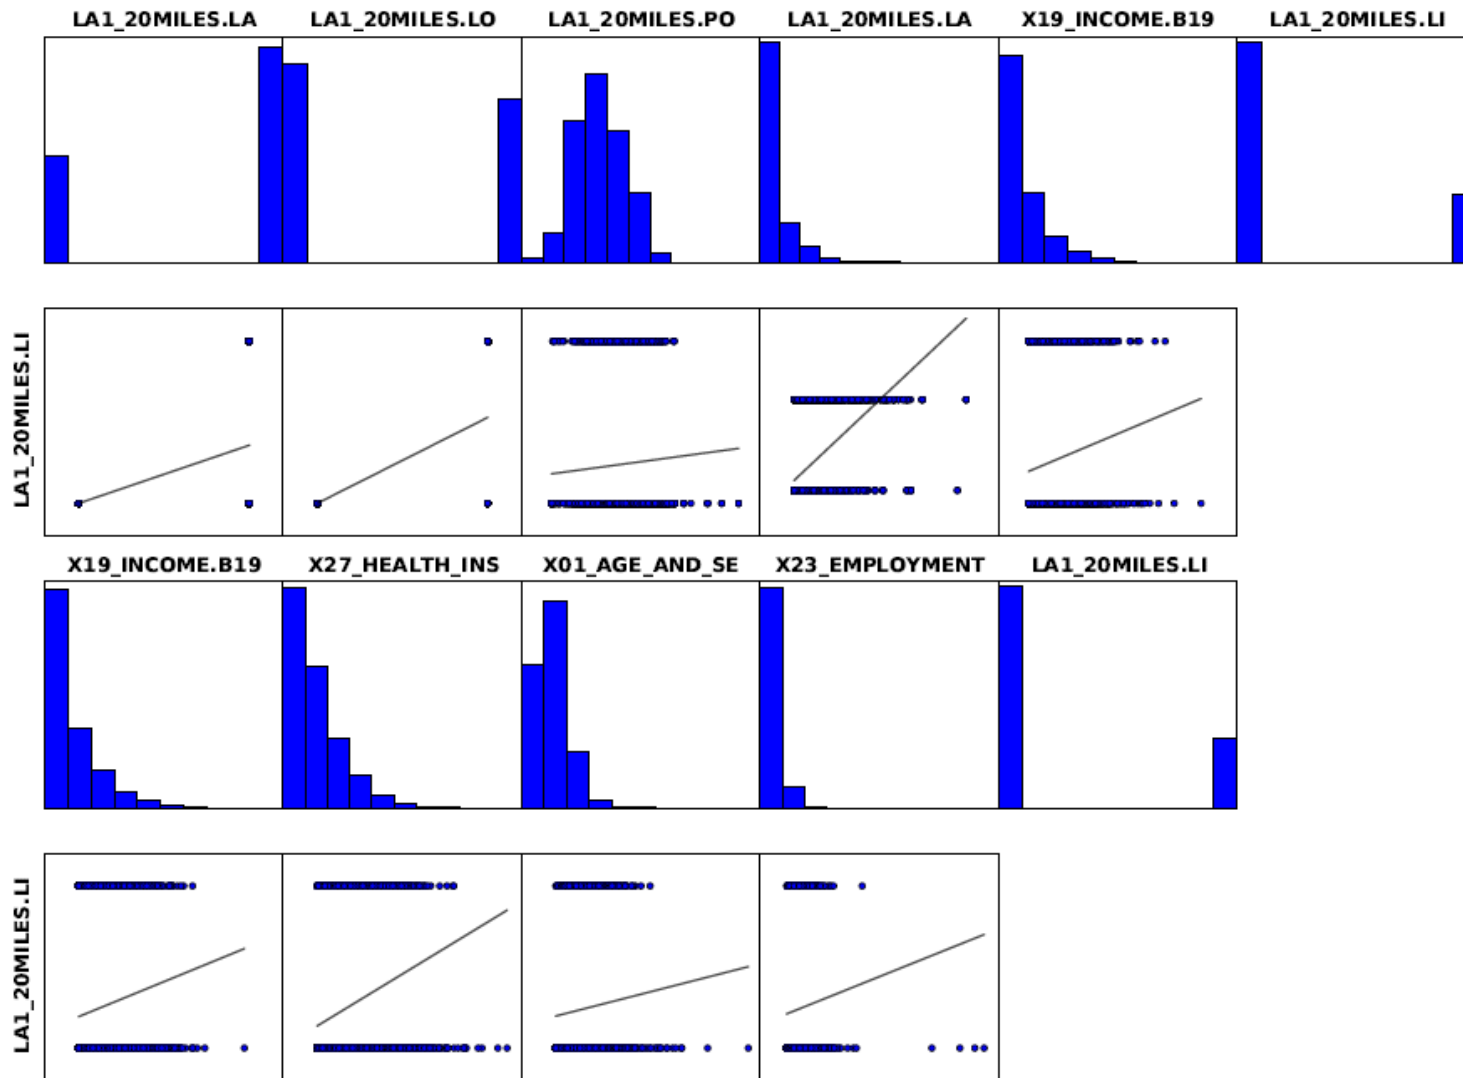 LA1_20MILES.LA LA1_20MILES.LO LA1_20MILES.PO LA1_20MILES.LA X19_INCOME.B19 LA1_20MILES.LI
LA1_20MILES.LI
X19_INCOME.B19 X27_HEALTH_INS X01_AGE_AND_SE X23_EMPLOYMENT LA1_20MILES.LI
LA1_20MILES.LI